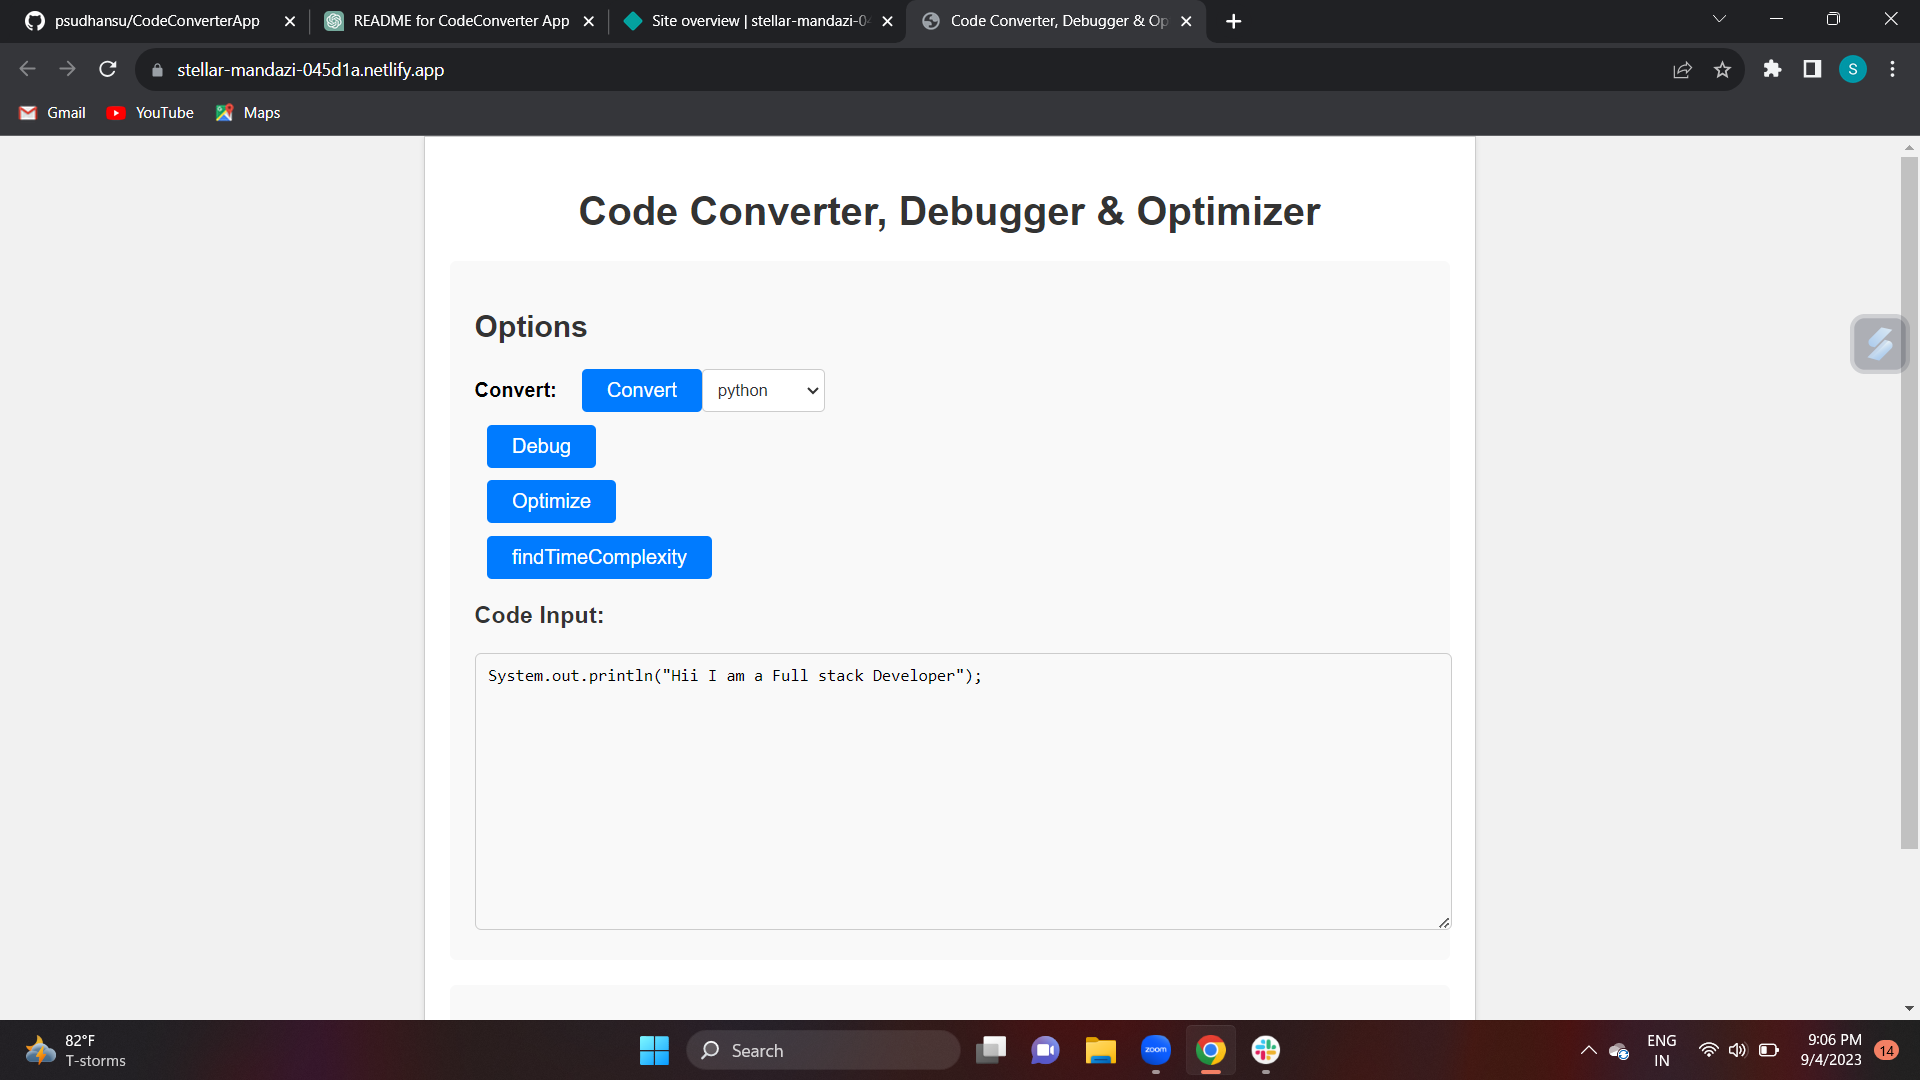 psudhansu/CodeConverterApp
README for CodeConverter App
Site overview | stellar-mandazi-04
Code Converter, Debugger & Op
stellar-mandazi-045d1a.netlify.app
S
Gmail
YouTube
Maps
Code Converter, Debugger & Optimizer
Options
Convert:
Convert
python
Debug
Optimize
findTimeComplexity
Code Input:
System.out.println("Hii I am a Full stack Developer");
82°F
T-storms
Search
zoom
ENG
IN
9:06 PM
9/4/2023
14